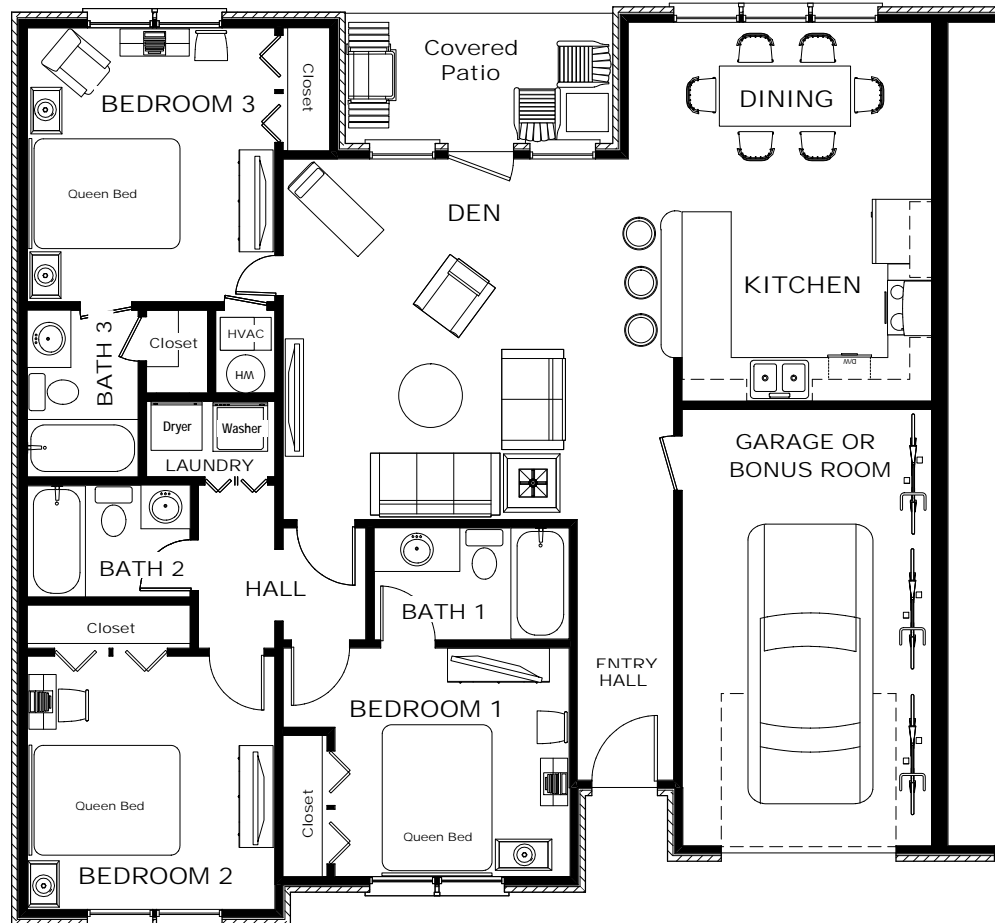 Covered
Patio
Closet
BEDROOM 3
DINING
Queen Bed
DEN
KITCHEN
HVAC
BATH 3
Closet
HW
D/W
Dryer
Washer
LAUNDRY
GARAGE OR
BONUS ROOM
BATH 2
HALL
BATH 1
Closet
ENTRY
HALL
BEDROOM 1
Queen Bed
Closet
Queen Bed
BEDROOM 2